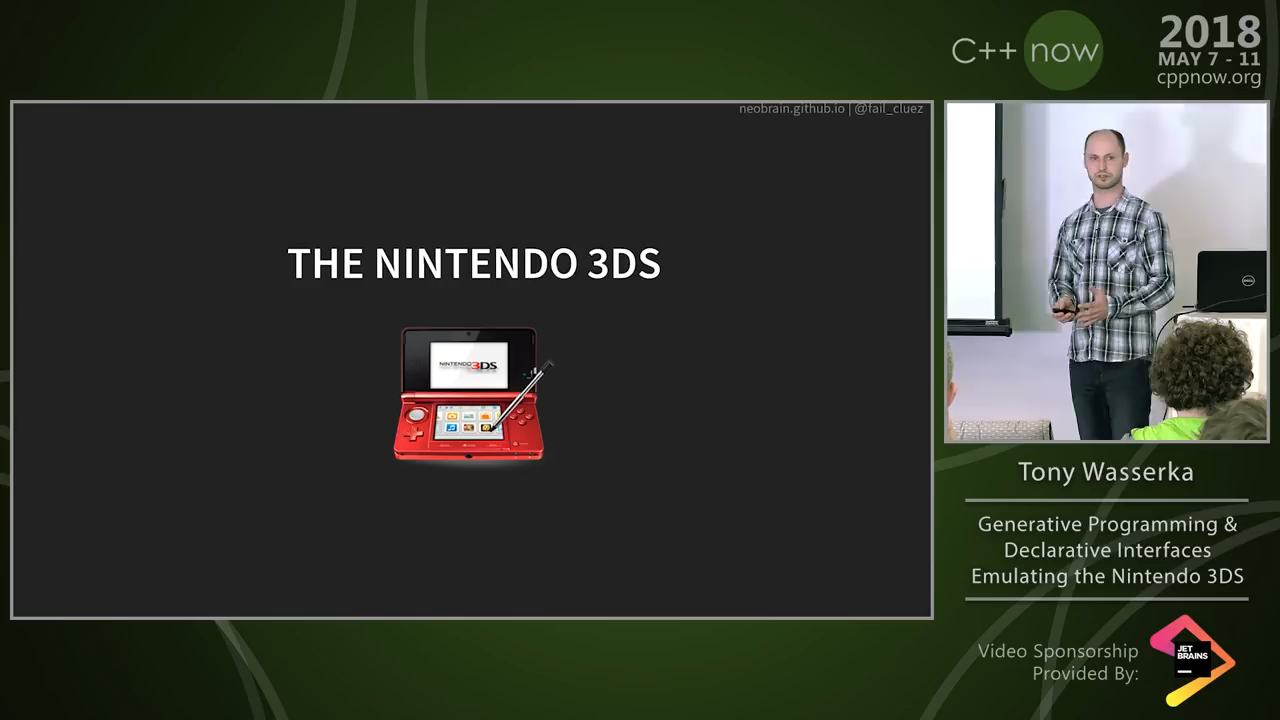 C++ now
2018
MAY 7 - 11
cppnow.org
neobrain.github.io | @fail_cluez
THE NINTENDO 3DS
NINTENDO 3DS
DELL
Tony Wasserka
Generative Programming &
Declarative Interfaces
Emulating the Nintendo 3DS
Video Sponsorship
Provided By:
JET
BRAINS